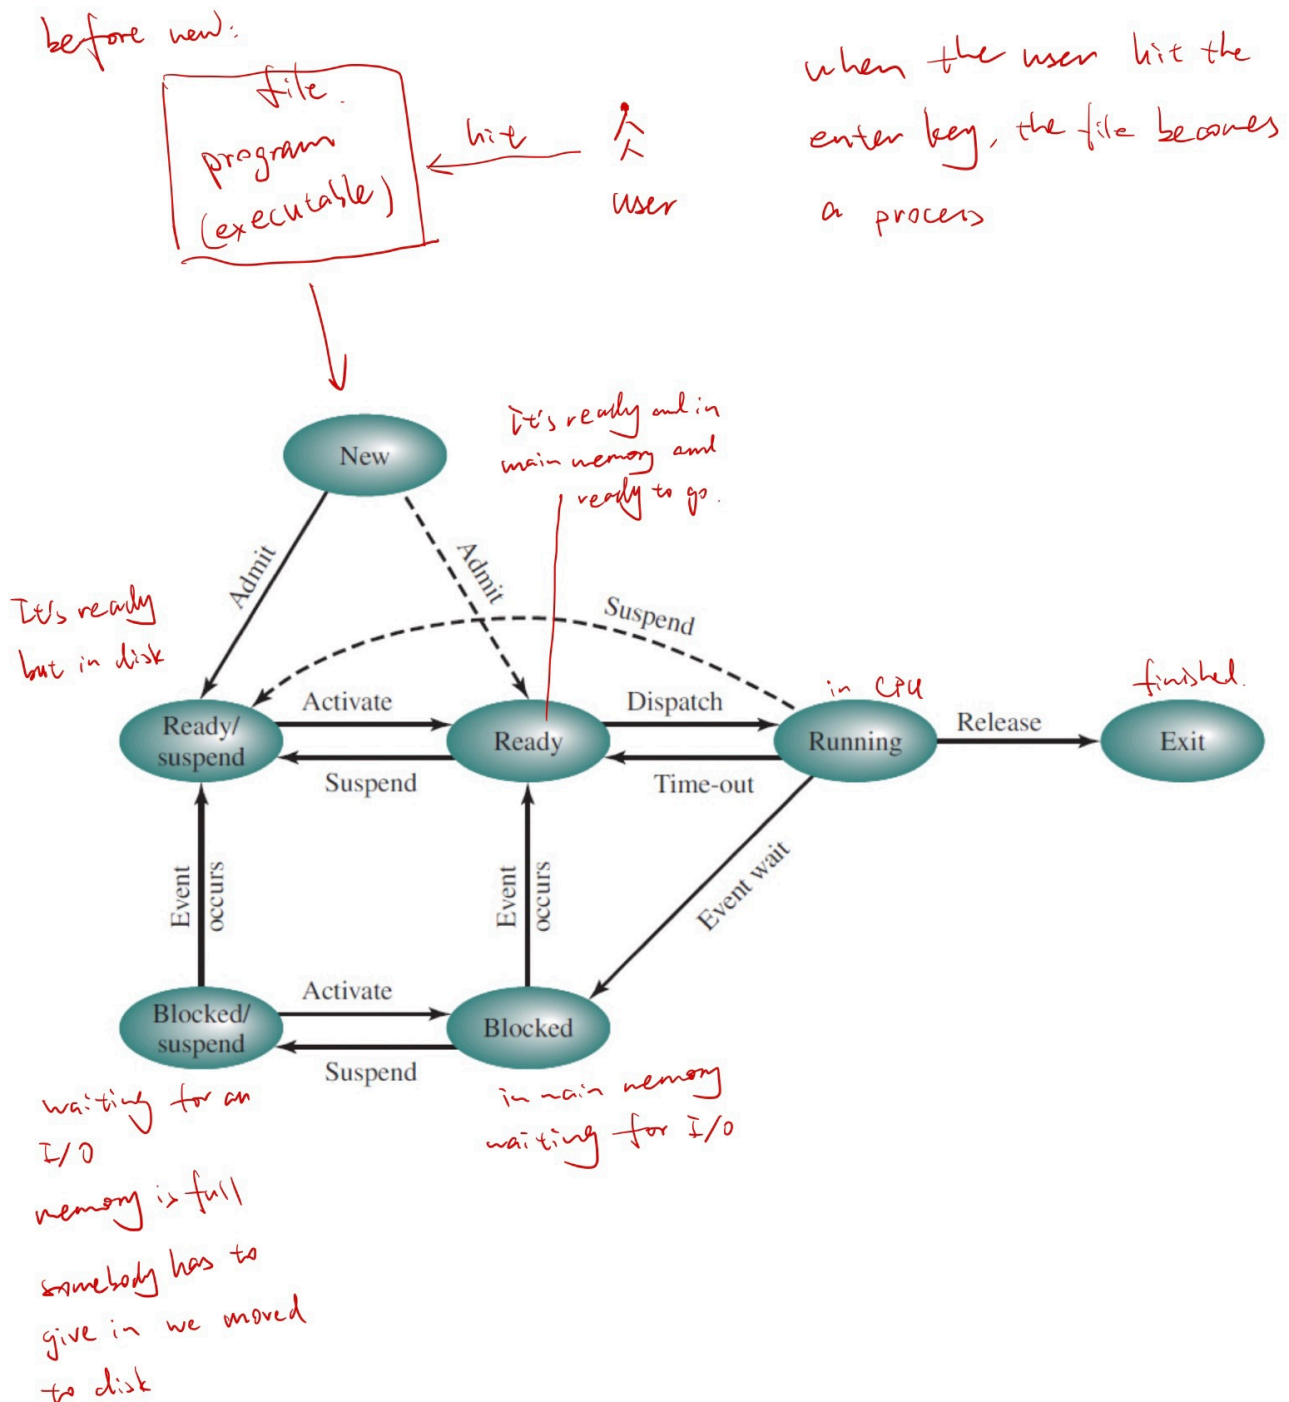 before new:
file.
program
(executable)
hit
user
when the user hit the
enter key, the file becomes
a process
New
It's ready and in
main memory and
ready to go.
Admit
Admit
Suspend
It's ready
but in disk
Ready/
suspend
Activate
Suspend
Ready
Dispatch
Time-out
in CPU
Running
Release
finished.
Exit
Event
occurs
Event
occurs
Event wait
Blocked/
suspend
Activate
Suspend
Blocked
waiting for an
I/O
memory is full
somebody has to
give in we moved
to disk
in main memory
waiting for I/O